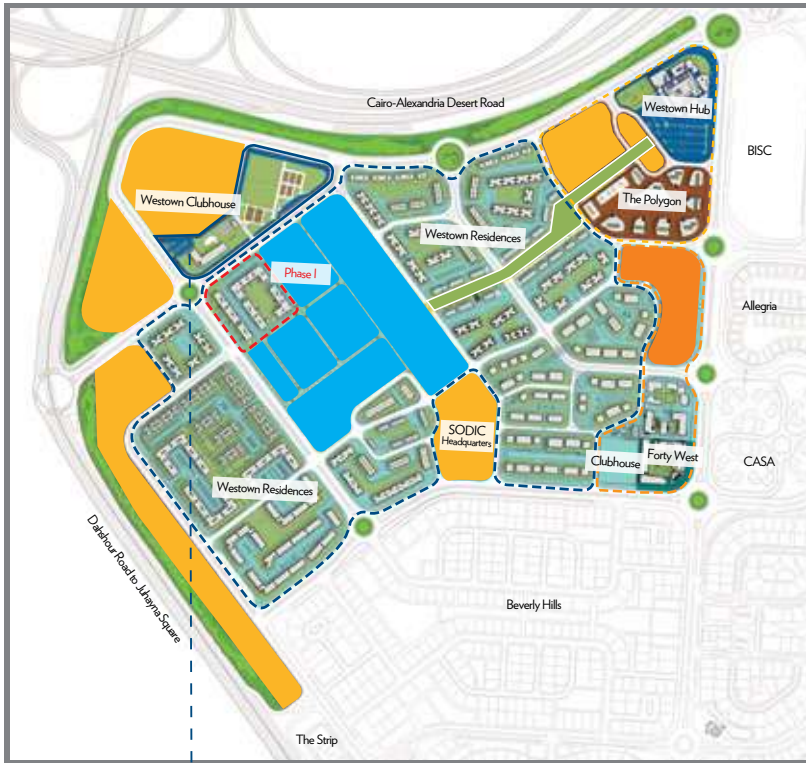 Cairo-Alexandria Desert Road
Westown Hub
BISC
Westown Clubhouse
The Polygon
Westown Residences
Phase I
Allegria
SODIC
Headquarters
Clubhouse
Forty West
CASA
Westown Residences
Dahshour Road to Juhayna Square
Beverly Hills
The Strip